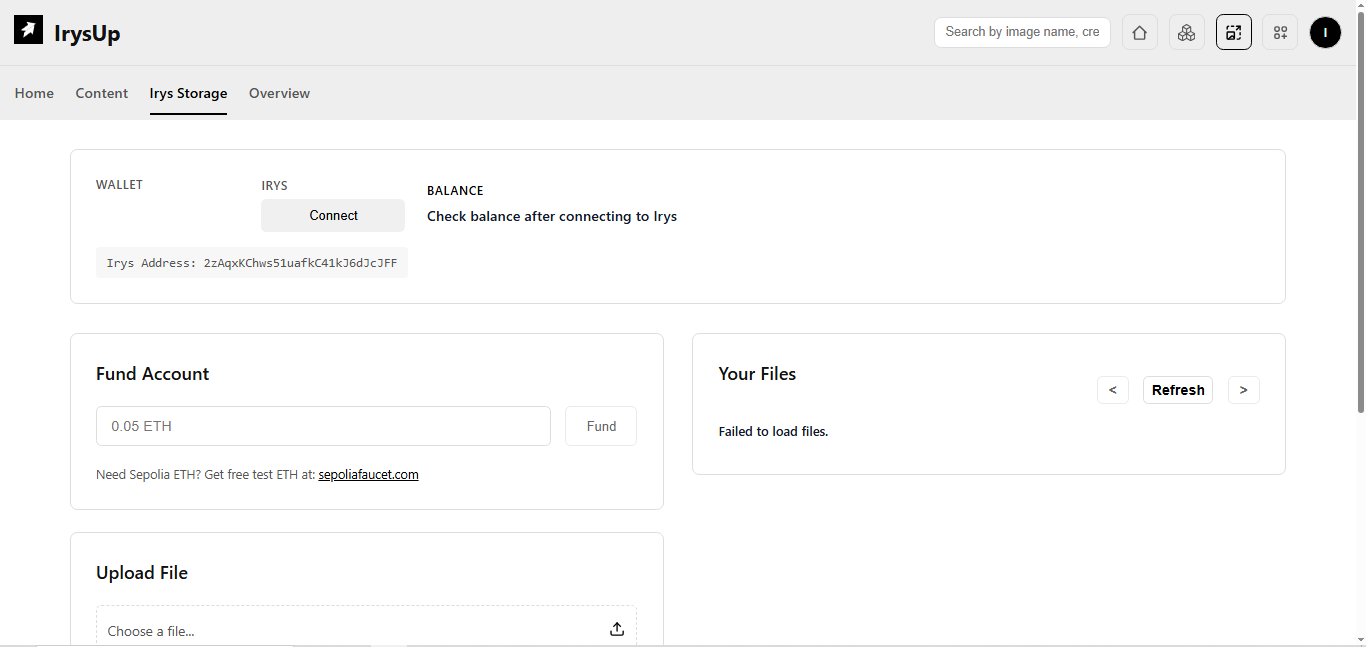 IrysUp
Search by image name, cre
I
Home
Content
Irys Storage
Overview
WALLET
IRYS
Connect
BALANCE
Check balance after connecting to Irys
Irys Address: 2zAqxKChws51uafkC41kJ6dJcJFF
Fund Account
0.05 ETH
Fund
Need Sepolia ETH? Get free test ETH at: sepoliafaucet.com
Your Files
<
Refresh
>
Failed to load files.
Upload File
Choose a file...